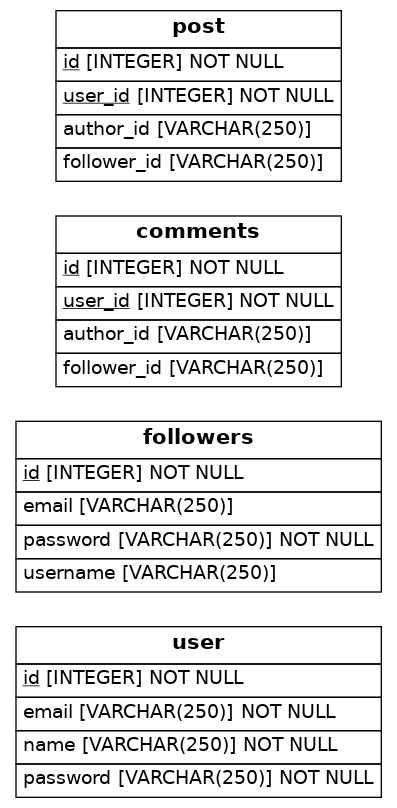 post
id [INTEGER] NOT NULL
user_id [INTEGER] NOT NULL
author_id [VARCHAR(250)]
follower_id [VARCHAR(250)]
comments
id [INTEGER] NOT NULL
user_id [INTEGER] NOT NULL
author_id [VARCHAR(250)]
follower_id [VARCHAR(250)]
followers
id [INTEGER] NOT NULL
email [VARCHAR(250)]
password [VARCHAR(250)] NOT NULL
username [VARCHAR(250)]
user
id [INTEGER] NOT NULL
email [VARCHAR(250)] NOT NULL
name [VARCHAR(250)] NOT NULL
password [VARCHAR(250)] NOT NULL